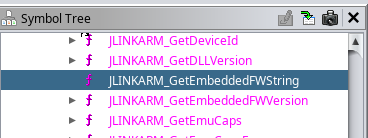 Symbol Tree
JLINKARM_GetDeviceId
JLINKARM_GetDLLVersion
JLINKARM_GetEmbeddedFWString
JLINKARM_GetEmbeddedFWVersion
JLINKARM_GetEmuCaps